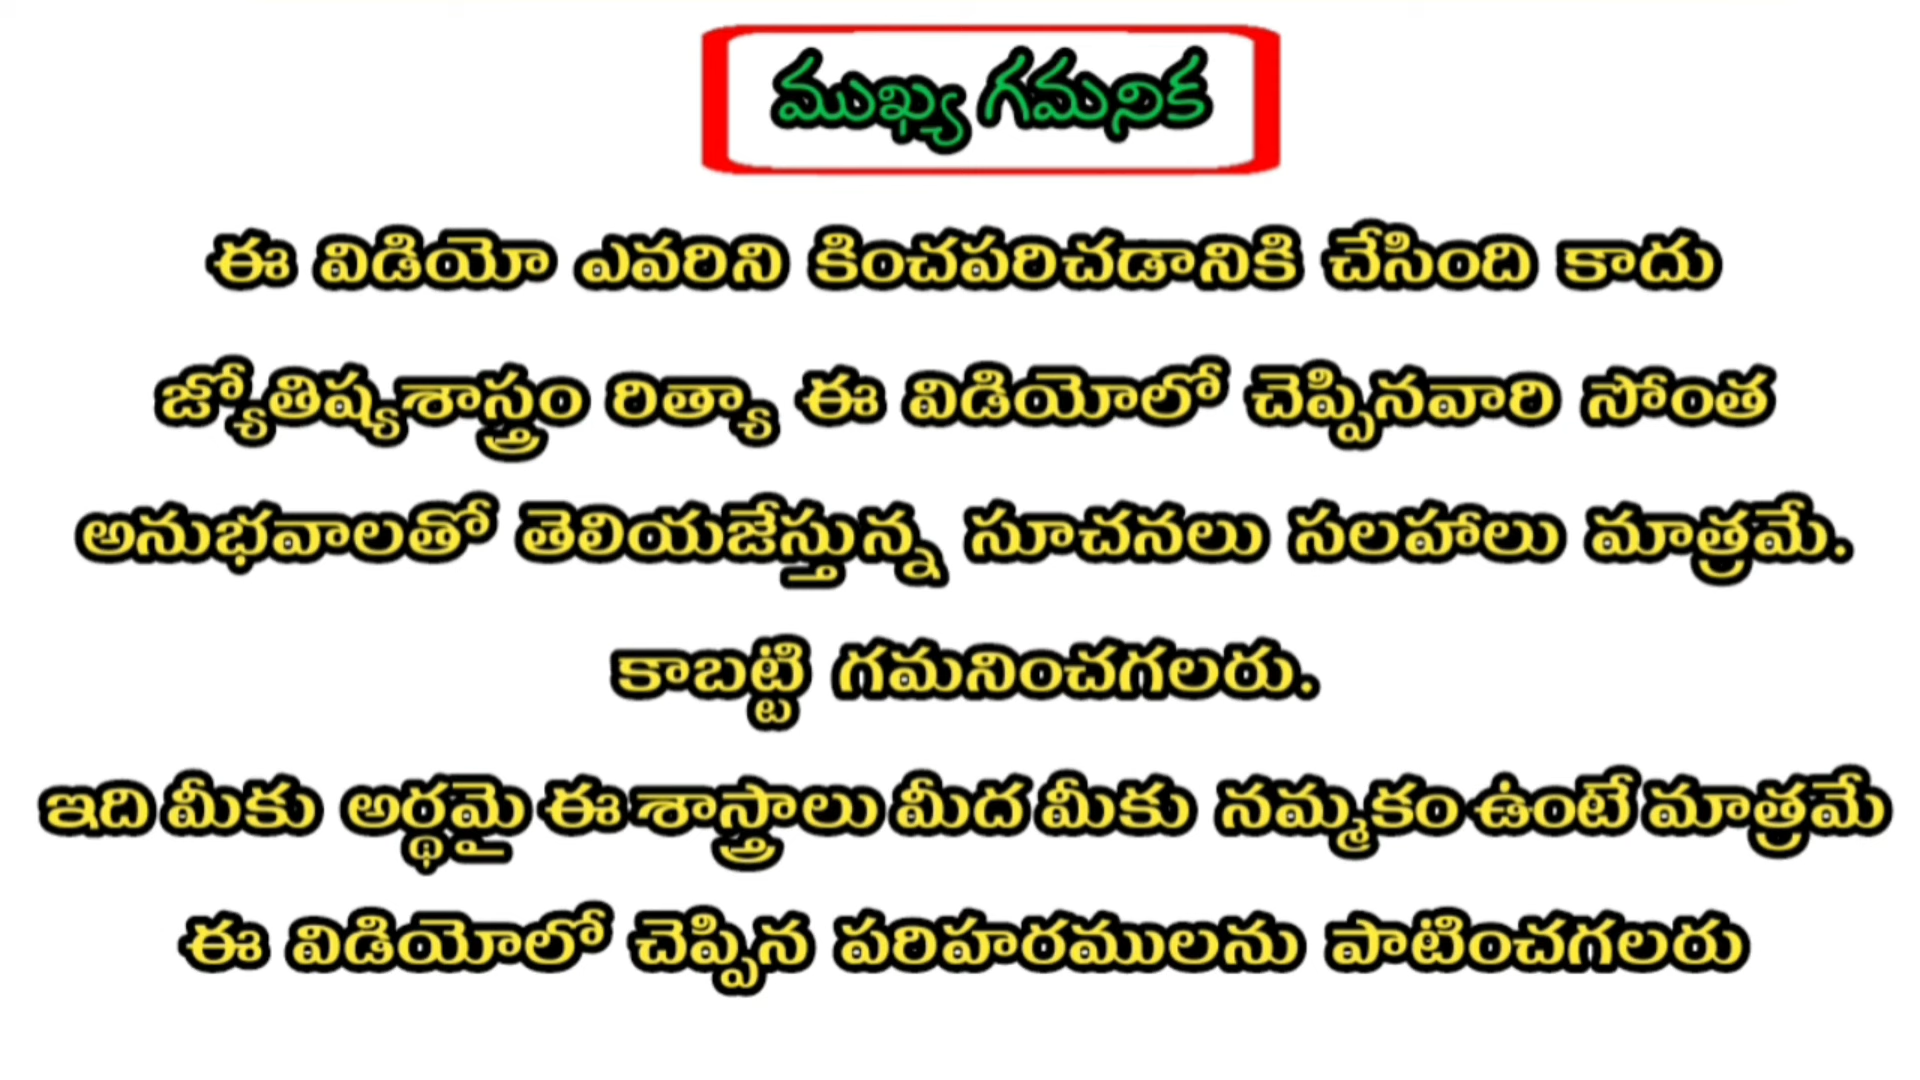 ముఖ్య గమనిక
ఈ విడియో ఎవరిని కించపరిచడానికి చేసింది కాదు
జ్యోతిష్యశాస్త్రం రిత్యా ఈ విడియోలో చెప్పినవారి సోంత
అనుభవాలతో తెలియజేస్తున్న సూచనలు సలహాలు మాత్రమే.
కాబట్టి గమనించగలరు.
ఇది మీకు అర్థమై ఈ శాస్త్రాలు మీద మీకు నమ్మకం ఉంటే మాత్రమే
ఈ విడియోలో చెప్పిన పరిహరములను పాటించగలరు